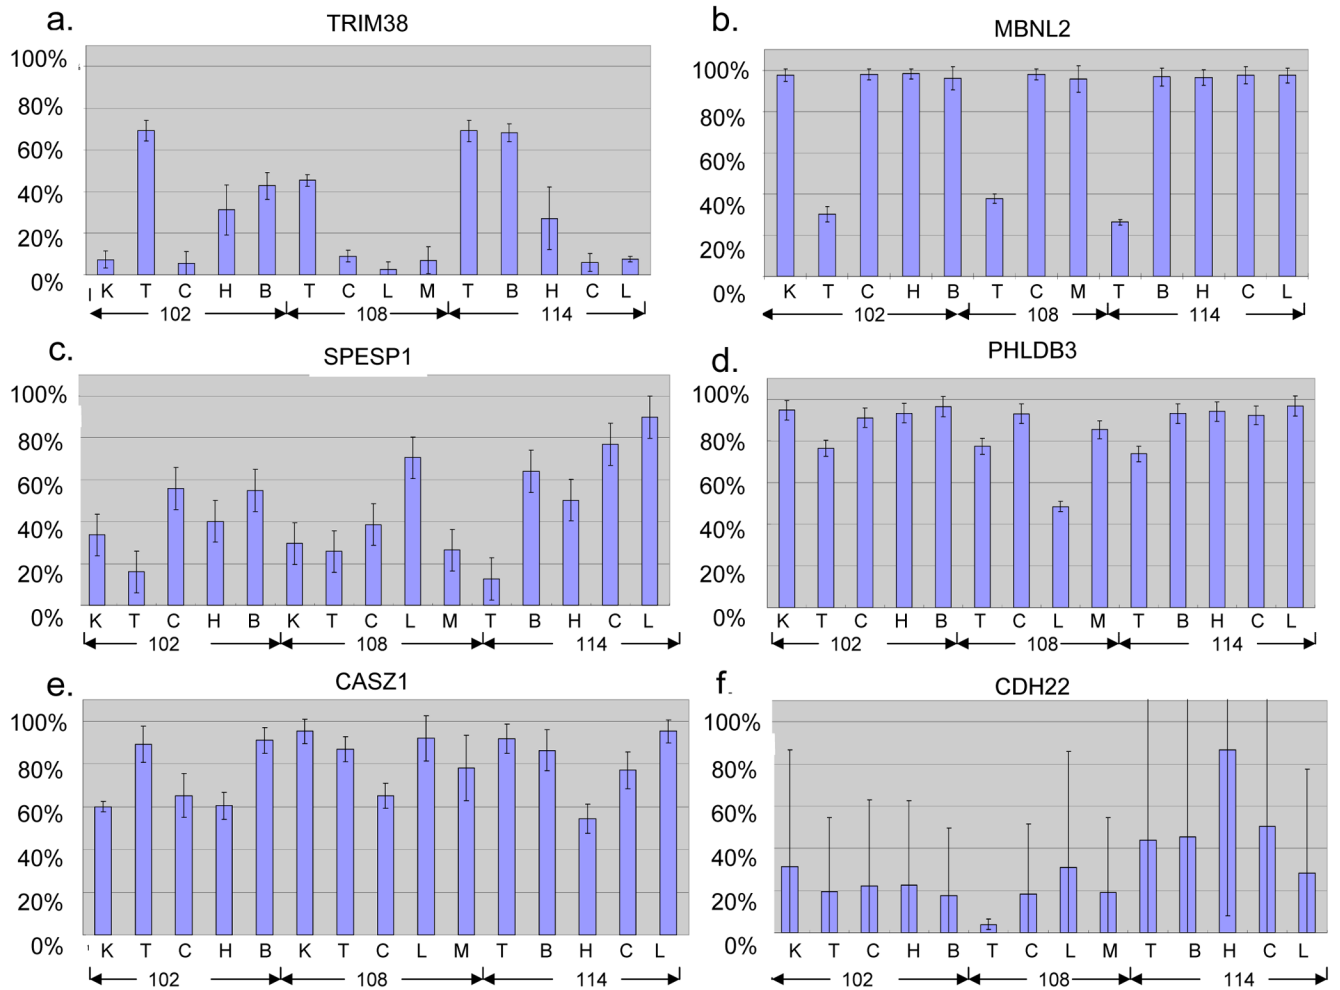 a.
TRIM38
100%
80%
60%
40%
20%
0%
K T C H B T C L M T B H C L
102 108 114
b.
MBNL2
100%
80%
60%
40%
20%
0%
K T C H B T C M T B H C L
102 108 114
c.
SPESP1
100%
80%
60%
40%
20%
0%
K T C H B K T C L M T B H C L
102 108 114
d.
PHLDB3
100%
80%
60%
40%
20%
0%
K T C H B T C L M T B H C L
102 108 114
e.
CASZ1
100%
80%
60%
40%
20%
0%
K T C H B K T C L M T B H C L
102 108 114
f.
CDH22
100%
80%
60%
40%
20%
0%
K T C H B T C L M T B H C L
102 108 114